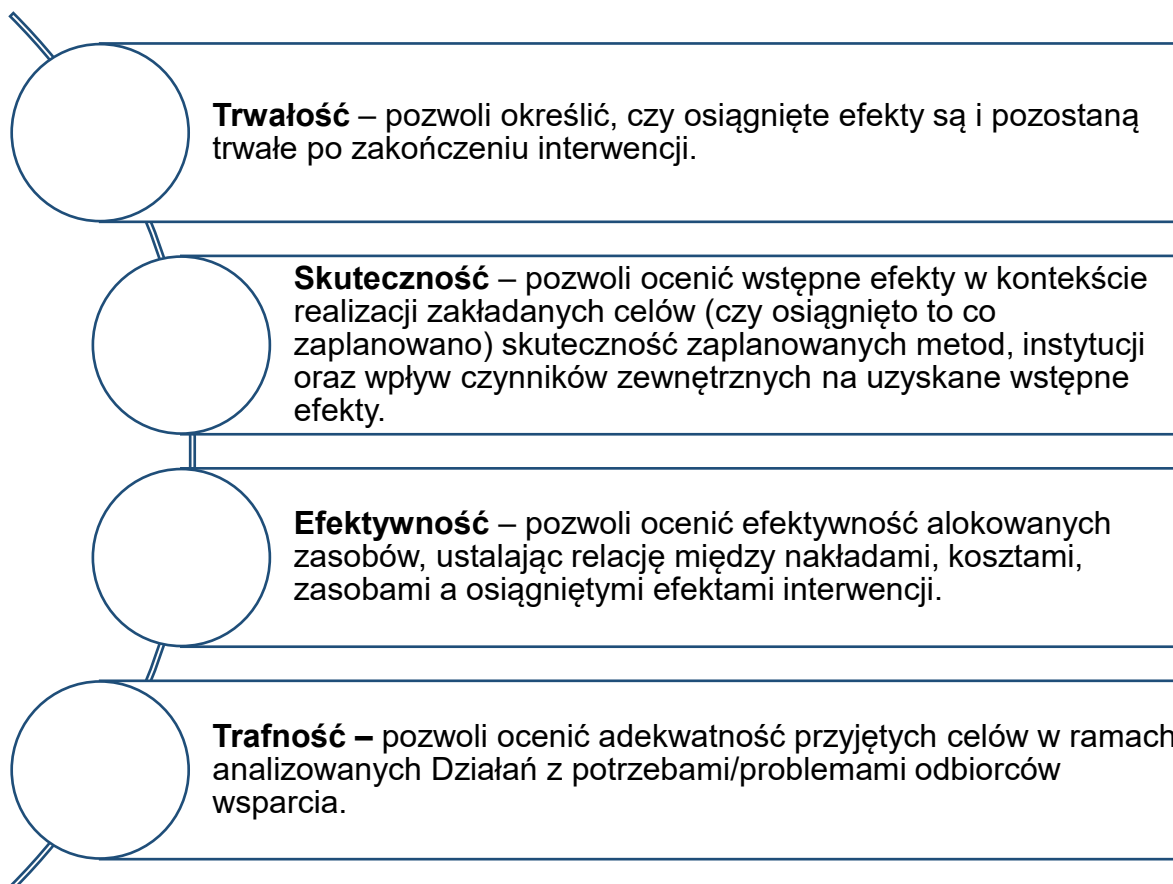 Trwałość – pozwoli określić, czy osiągnięte efekty są i pozostaną
trwałe po zakończeniu interwencji.
Skuteczność – pozwoli ocenić wstępne efekty w kontekście
realizacji zakładanych celów (czy osiągnięto to co
zaplanowano) skuteczność zaplanowanych metod, instytucji
oraz wpływ czynników zewnętrznych na uzyskane wstępne
efekty.
Efektywność – pozwoli ocenić efektywność alokowanych
zasobów, ustalając relację między nakładami, kosztami,
zasobami a osiągniętymi efektami interwencji.
Trafność – pozwoli ocenić adekwatność przyjętych celów w ramach
analizowanych Działań z potrzebami/problemami odbiorców
wsparcia.